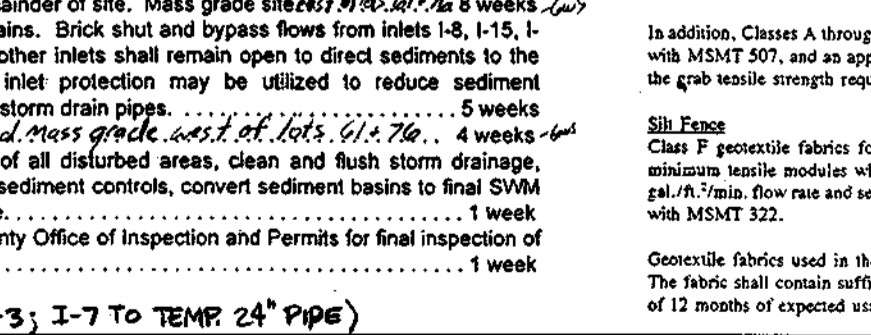 ainder of site. Mass grade site east of lots 61 & 76 8 weeks
ains. Brick shut and bypass flows from inlets I-8, I-15, I-
other inlets shall remain open to direct sediments to the
inlet protection may be utilized to reduce sediment
storm drain pipes. . . . . . . . . . . . . . . . . . . . . . . . . . . . . 5 weeks
d. Mass grade west of lots 61 + 76 . . 4 weeks
of all disturbed areas, clean and flush storm drainage,
sediment controls, convert sediment basins to final SWM
e. . . . . . . . . . . . . . . . . . . . . . . . . . . . . . . . . . . . . . . . . . 1 week
nty Office of Inspection and Permits for final inspection of
. . . . . . . . . . . . . . . . . . . . . . . . . . . . . . . . . . . . . . . . . . 1 week
-3; I-7 TO TEMP. 24" PIPE)
In addition, Classes A throug
with MSMT 507, and an app
the grab tensile strength requ
Silt Fence
Class F geotextile fabrics fo
minimum tensile modules wi
gal./ft.²/min. flow rate and se
with MSMT 322.
Geotextile fabrics used in th
The fabric shall contain suffi
of 12 months of expected usa